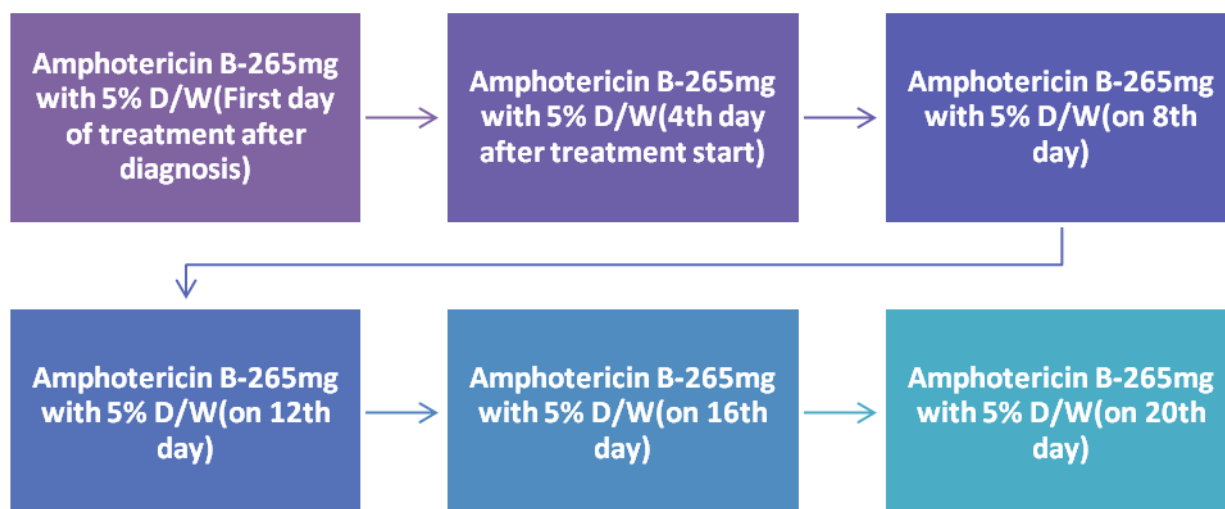 Amphotericin B-265mg
with 5% D/W(First day
of treatment after
diagnosis)
Amphotericin B-265mg
with 5% D/W(4th day
after treatment start)
Amphotericin B-265mg
with 5% D/W(on 8th
day)
Amphotericin B-265mg
with 5% D/W(on 12th
day)
Amphotericin B-265mg
with 5% D/W(on 16th
day)
Amphotericin B-265mg
with 5% D/W(on 20th
day)